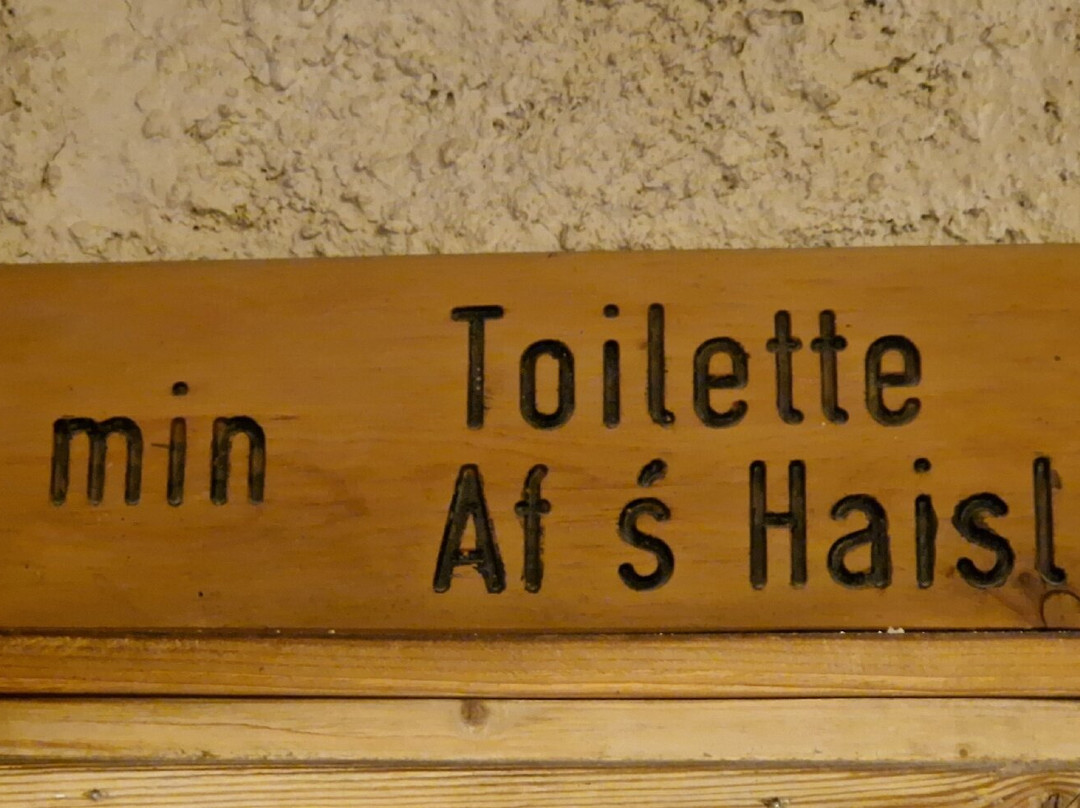 min
Toilette
Af ś Haisl